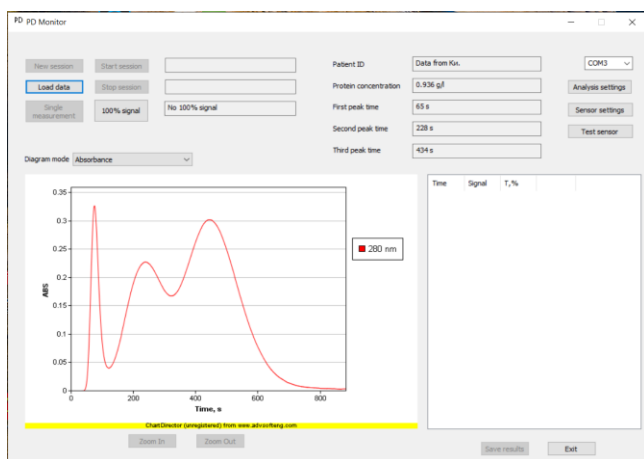 PD PD Monitor
New session Start session
Load data Stop session
Single measurement 100% signal No 100% signal
Patient ID Data from Ки.
Protein concentration 0.936 g/l
First peak time 65 s
Second peak time 228 s
Third peak time 434 s
COM3
Analysis settings
Sensor settings
Test sensor
Diagram mode Absorbance
0.35
0.3
0.25
0.2
0.15
0.1
0.05
0
ABS
0 200 400 600 800
Time, s
280 nm
ChartDirector (unregistered) from www.advsofteng.com
Zoom In Zoom Out
Time Signal T,%
Save results Exit